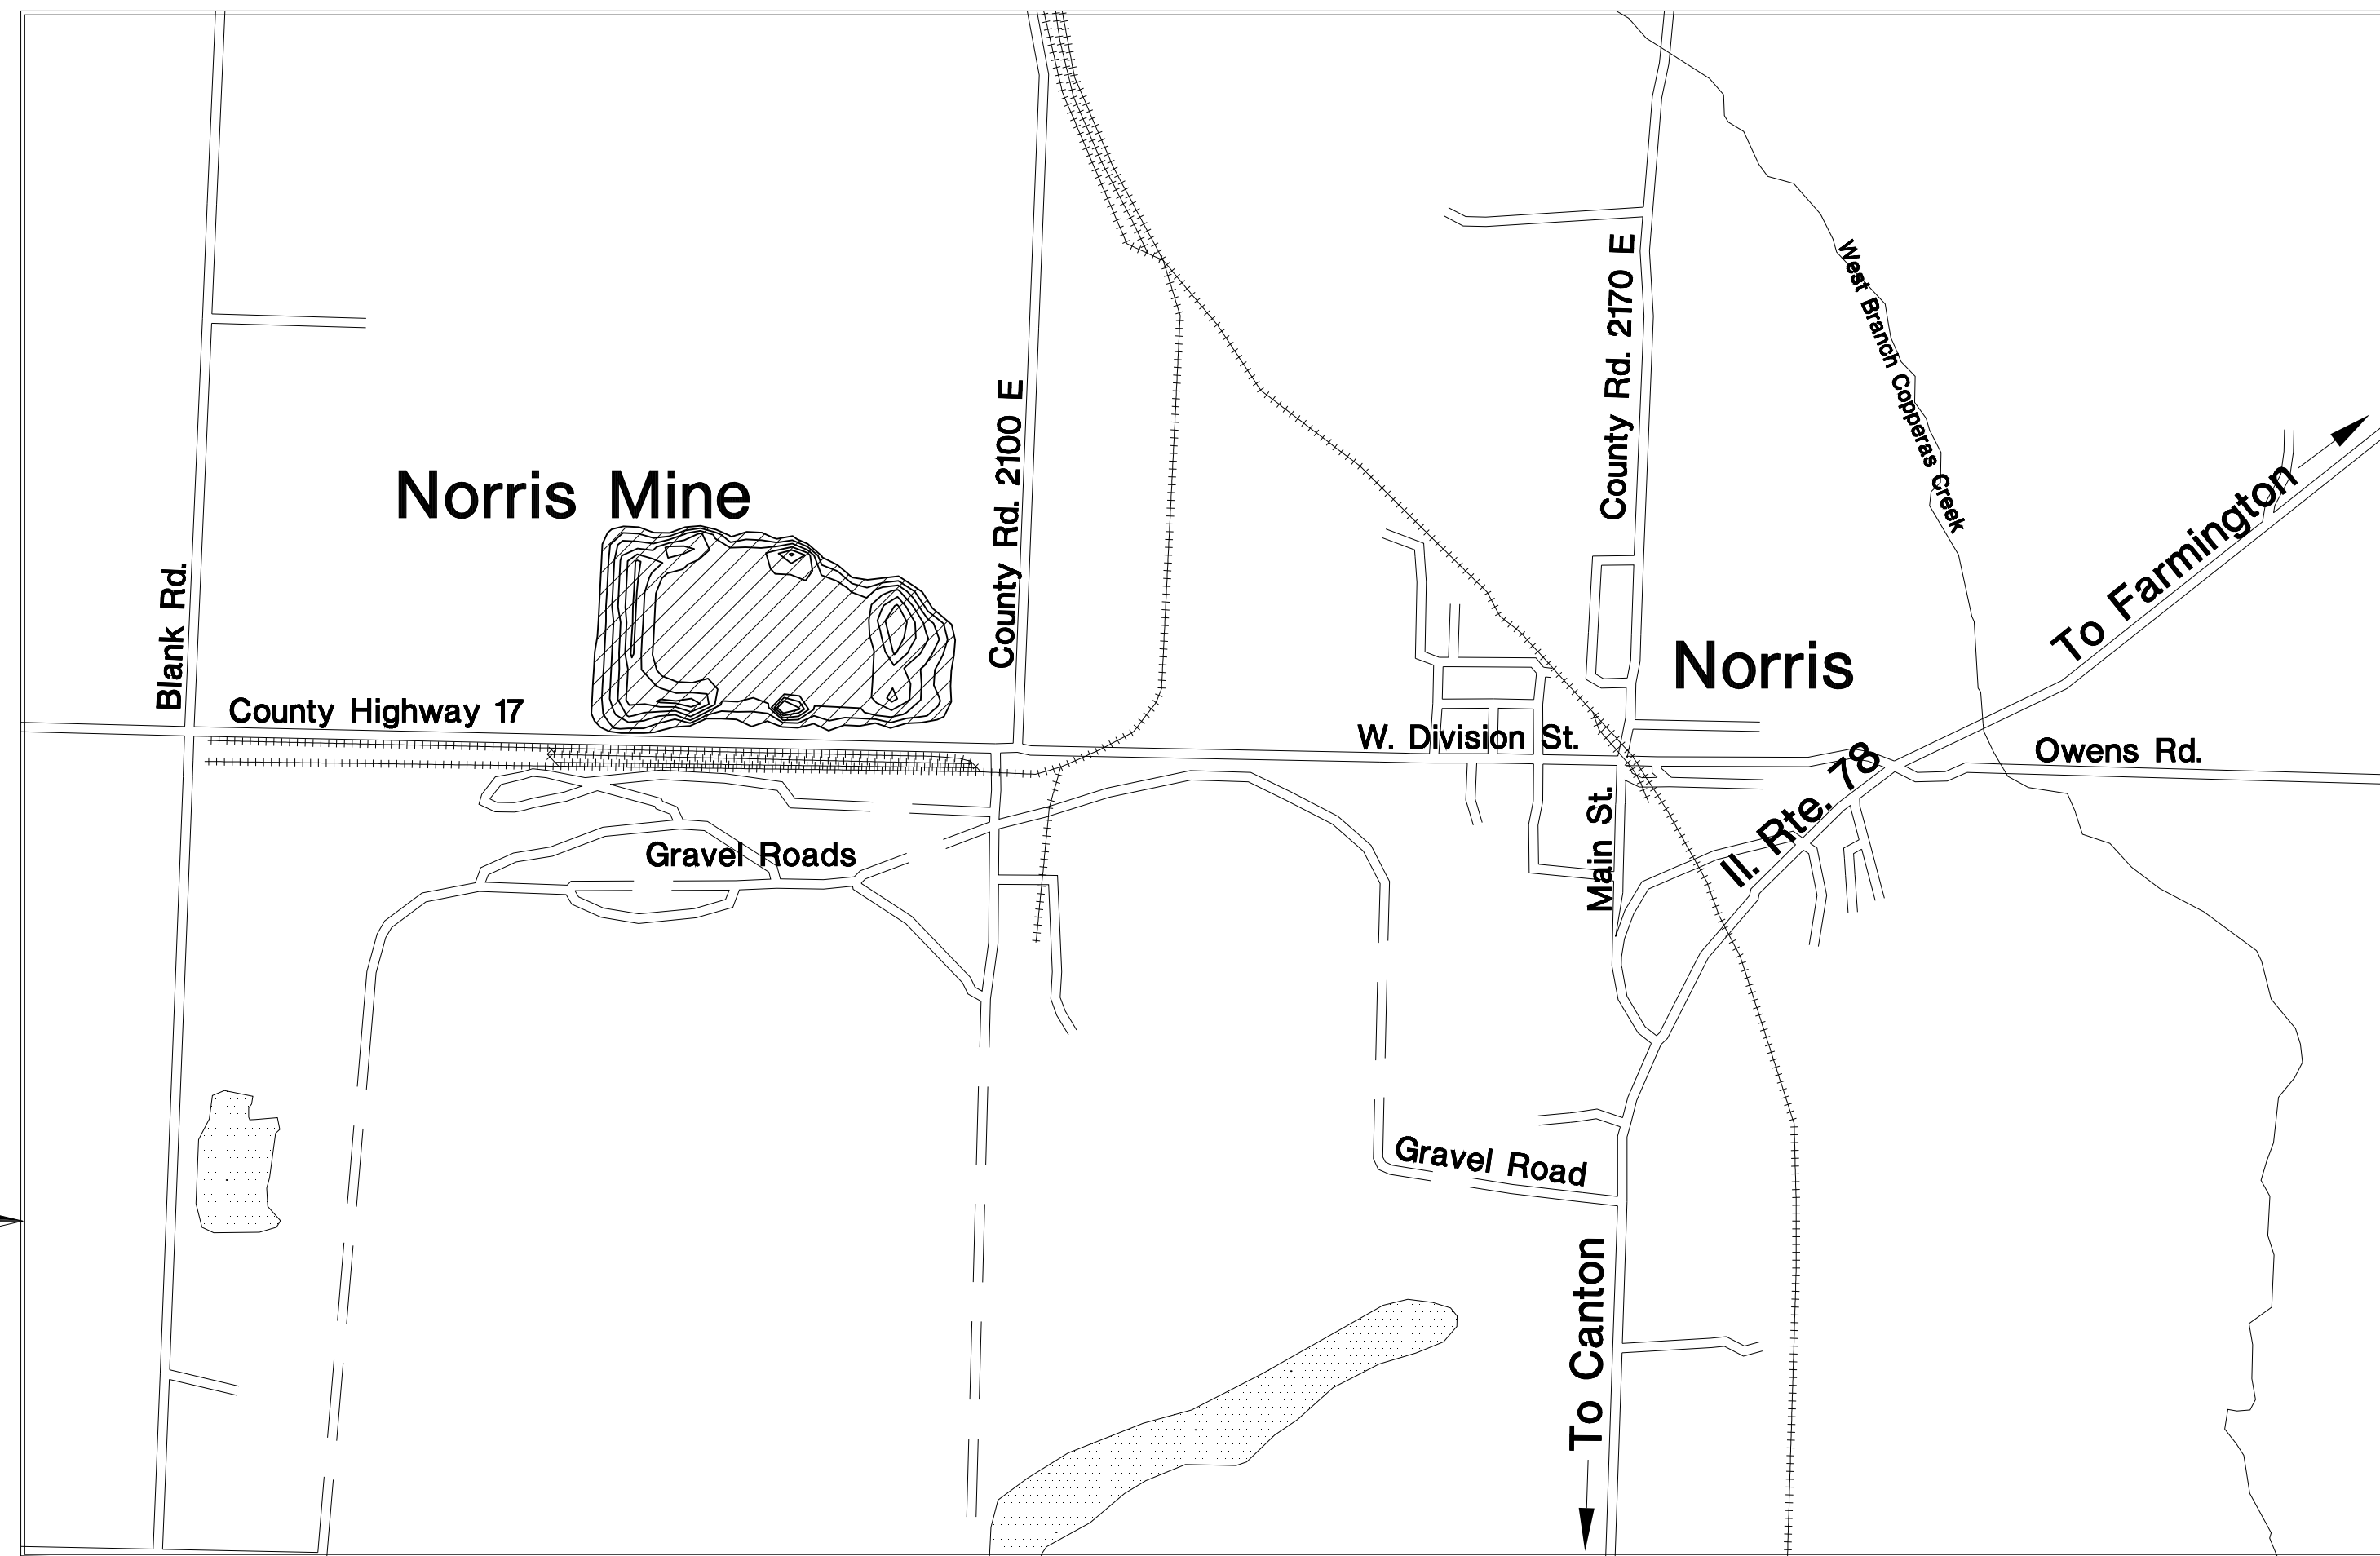 West Branch Copperas Creek
County Rd. 2170 E
County Rd. 2100 E
Norris Mine
To Farmington
Blank Rd.
Norris
County Highway 17
W. Division St.
Owens Rd.
Il. Rte. 78
Main St.
Gravel Roads
Gravel Road
To Canton